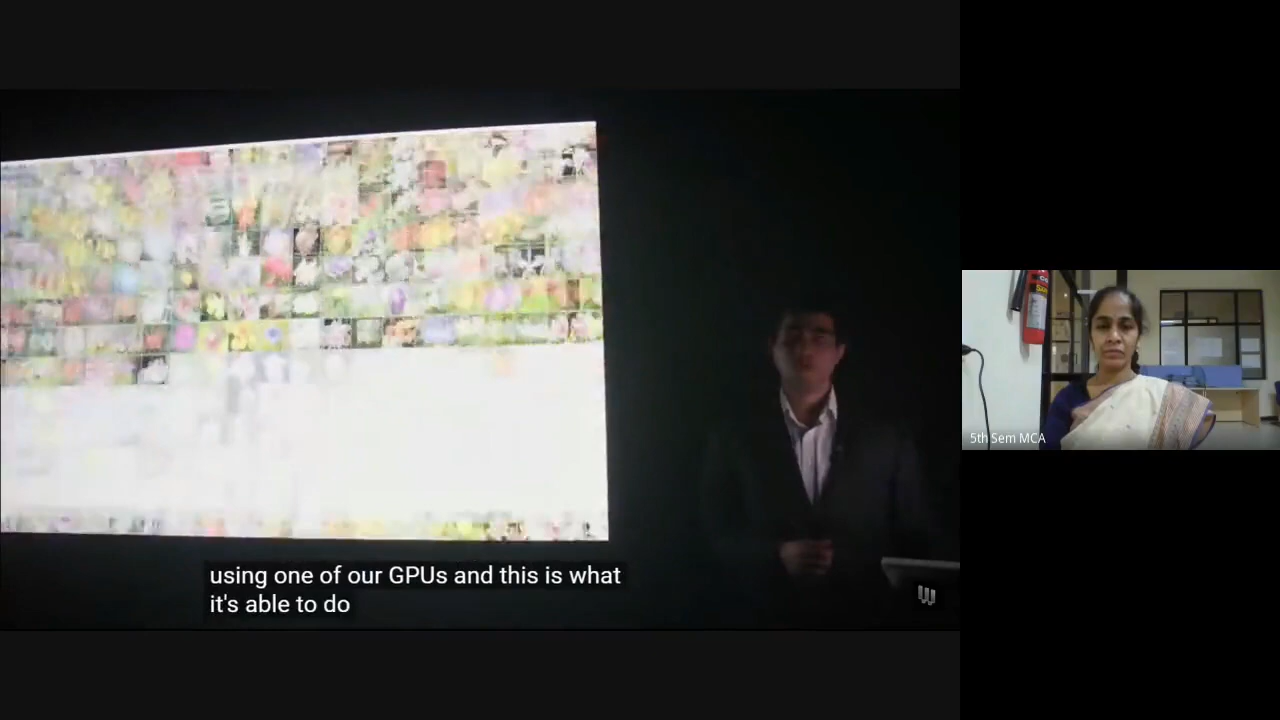 using one of our GPUs and this is what
it's able to do
5th Sem MCA